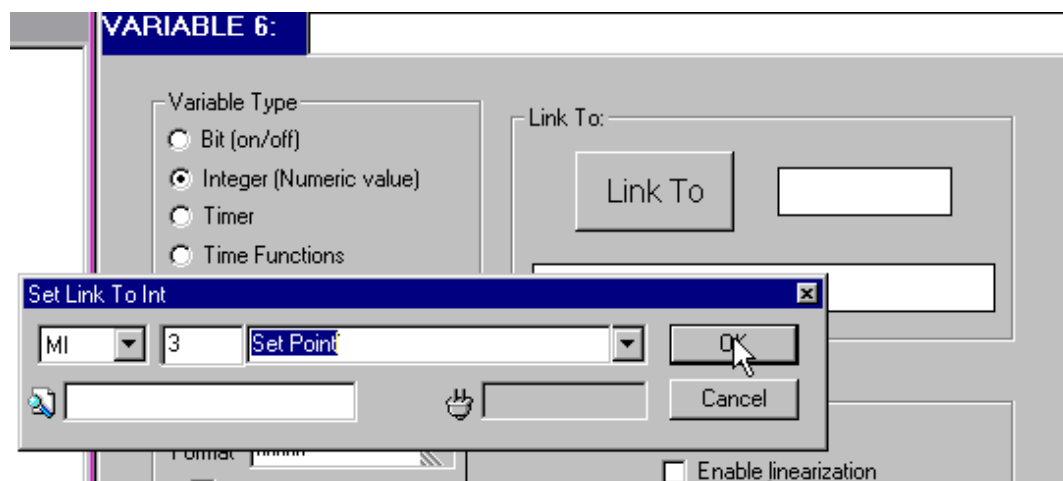 VARIABLE 6:
Variable Type
Bit (on/off)
Integer (Numeric value)
Timer
Time Functions
Link To:
Link To
Set Link To Int
MI
3
Set Point
OK
Cancel
Format
Enable linearization